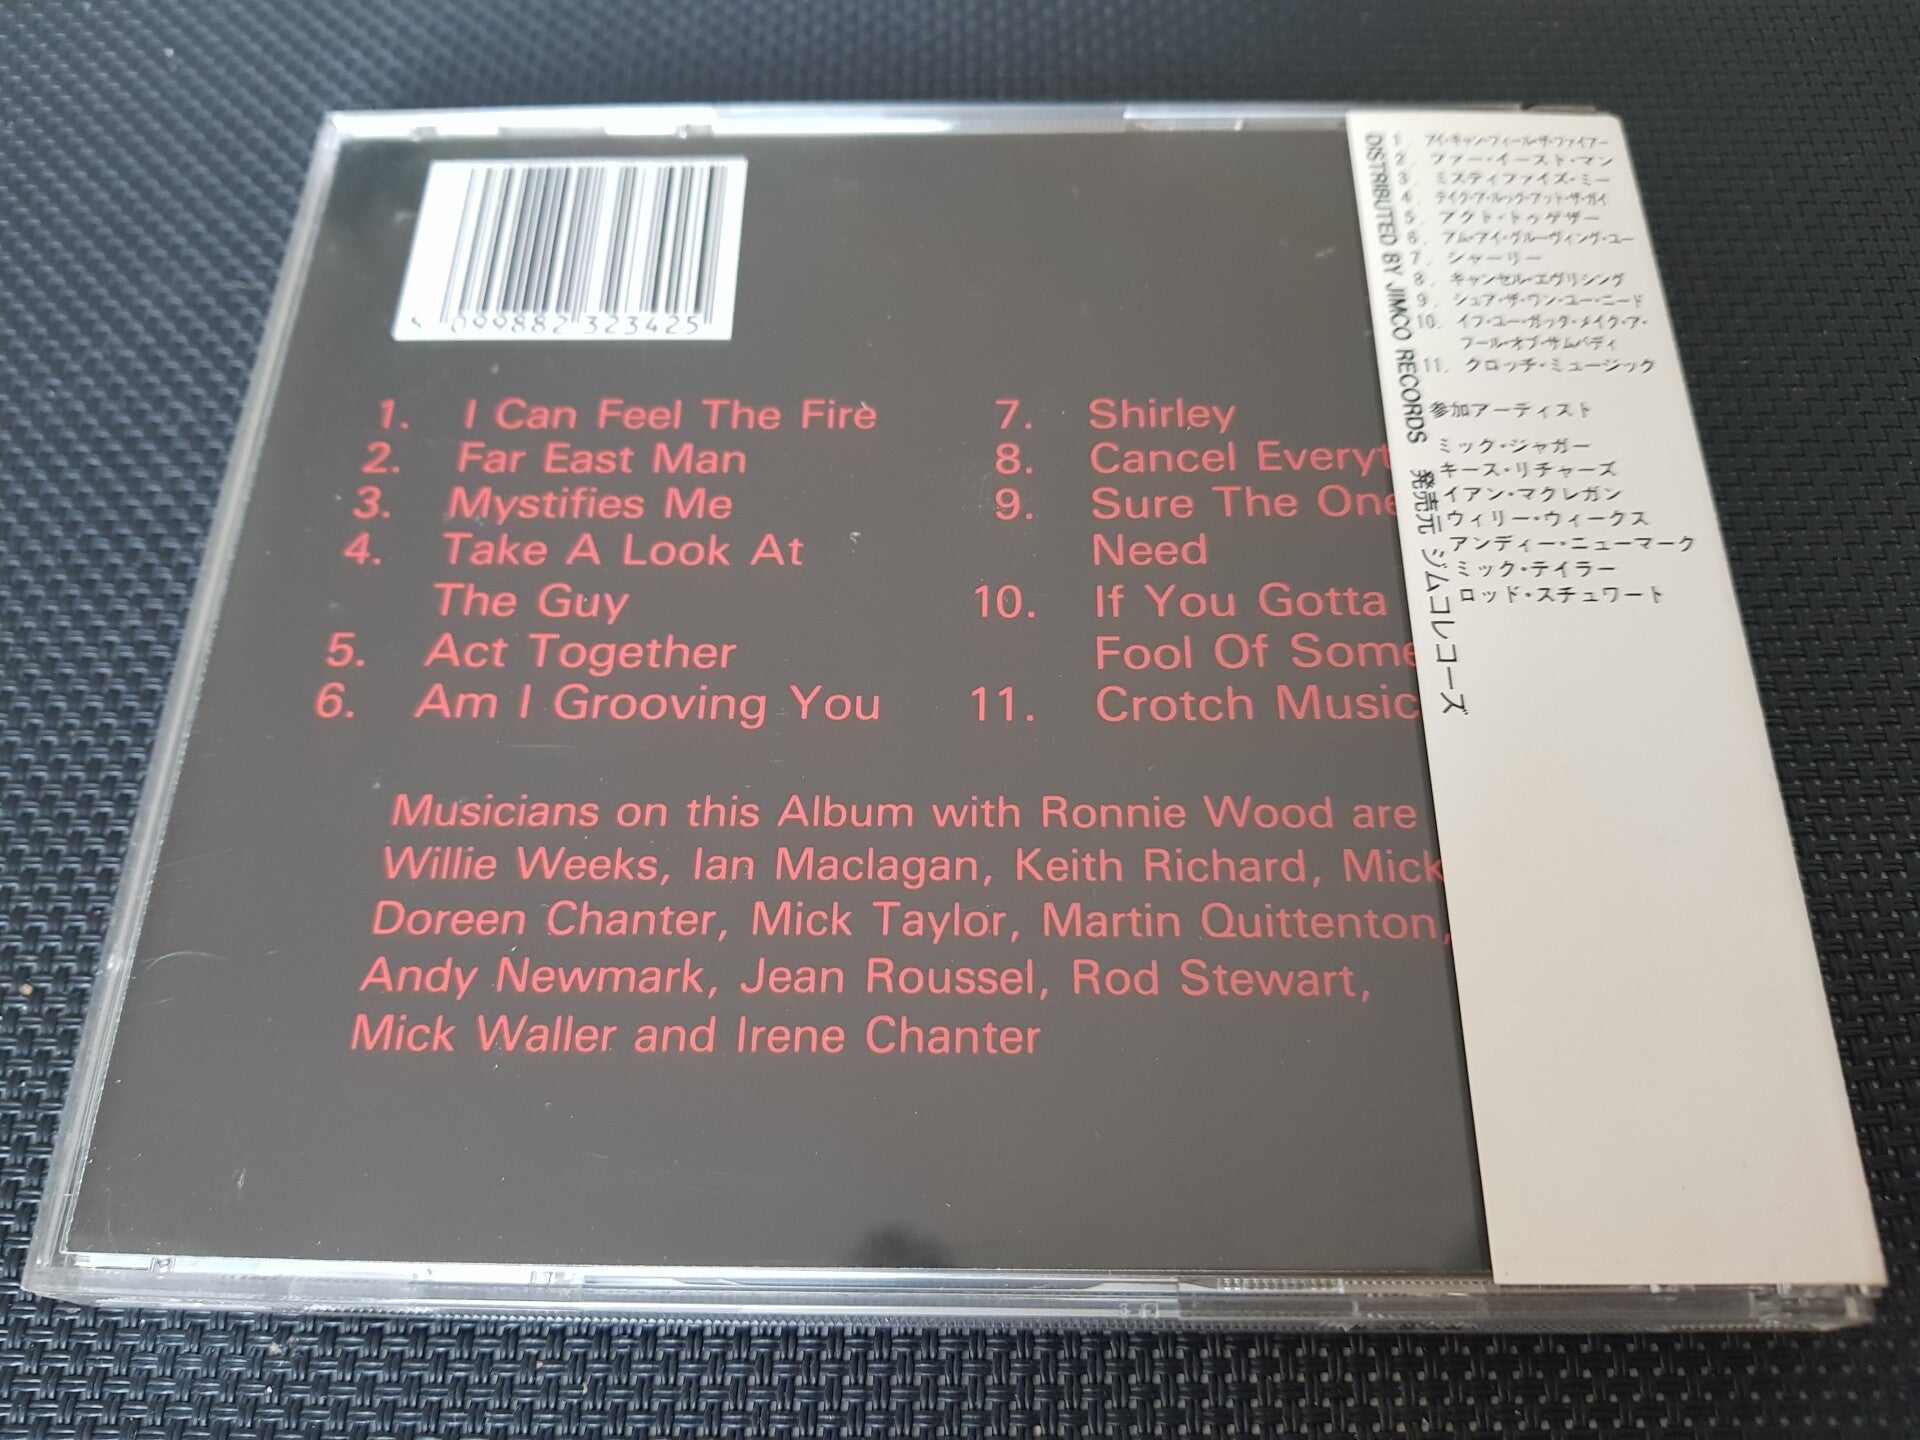 099882 323425
1. I Can Feel The Fire
2. Far East Man
3. Mystifies Me
4. Take A Look At
The Guy
5. Act Together
6. Am I Grooving You
7. Shirley
8. Cancel Everyt
9. Sure The One
Need
10. If You Gotta
Fool Of Some
11. Crotch Music
Musicians on this Album with Ronnie Wood are
Willie Weeks, Ian Maclagan, Keith Richard, Mick
Doreen Chanter, Mick Taylor, Martin Quittenton,
Andy Newmark, Jean Roussel, Rod Stewart,
Mick Waller and Irene Chanter
DISTRIBUTED BY JIMCO RECORDS 発売元 ジムコレコーズ
1. アイ・キャン・フィール・ザ・ファイアー
2. ファー・イースト・マン
3. ミスティファイズ・ミー
4. テイク・ア・ルック・アット・ザ・ガイ
5. アクト・トゥゲザー
6. アム・アイ・グルーヴィング・ユー
7. シャーリー
8. キャンセル・エヴリシング
9. シュア・ザ・ワン・ユー・ニード
10. イフ・ユー・ガッタ・メイク・ア・
フール・オブ・サムバディ
11. クロッチ・ミュージック
参加アーティスト
ミック・ジャガー
キース・リチャーズ
イアン・マクレガン
ウィリー・ウィークス
アンディー・ニューマーク
ミック・テイラー
ロッド・スチュワート